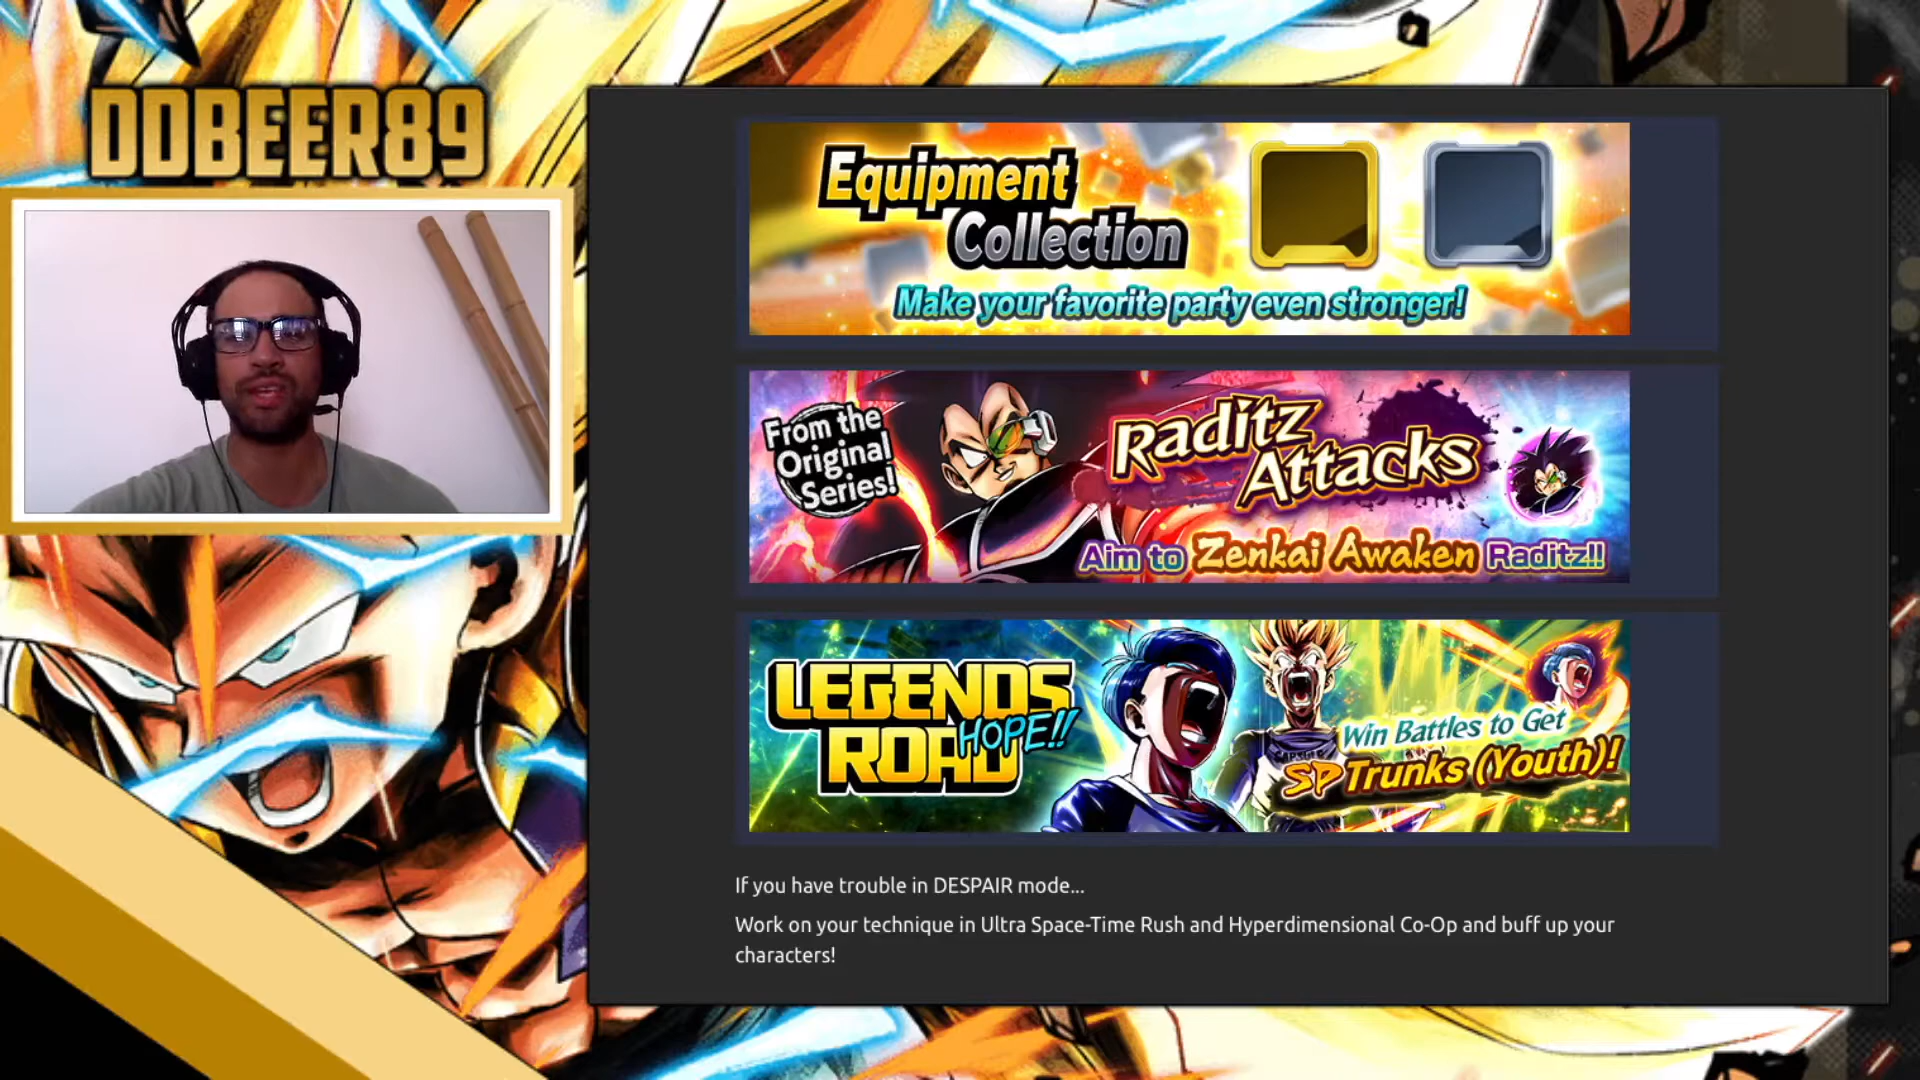 DDBEER89
Equipment
Collection
Make your favorite party even stronger!
From the
Original
Series!
Raditz
Attacks
Aim to Zenkai Awaken Raditz!!
LEGENDS
ROAD
HOPE!!
CAPSULE
Win Battles to Get
SP Trunks (Youth)!
If you have trouble in DESPAIR mode...
Work on your technique in Ultra Space-Time Rush and Hyperdimensional Co-Op and buff up your
characters!